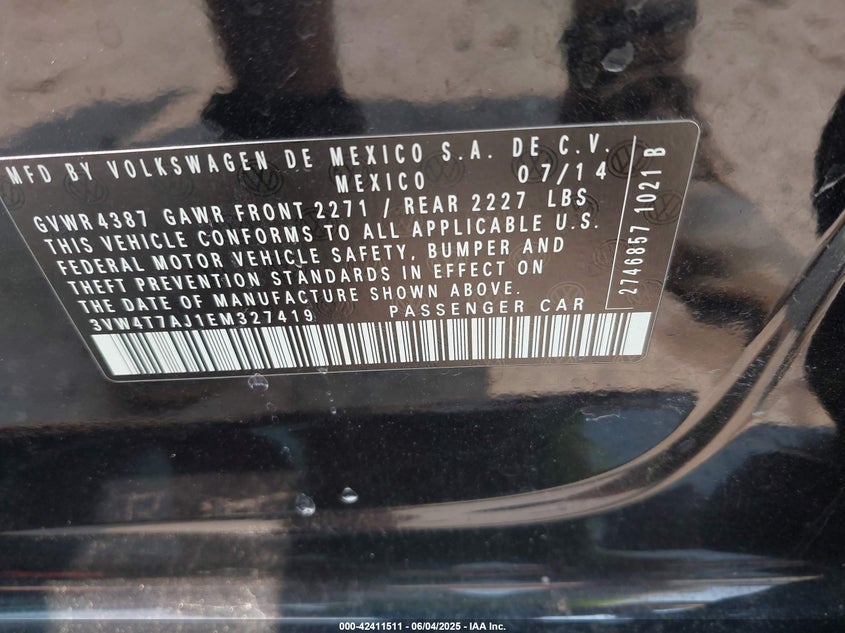 MFD BY VOLKSWAGEN DE MEXICO S.A. DE C.V.
MEXICO 07/14
GVWR 4387 GAWR FRONT 2271 / REAR 2227 LBS
THIS VEHICLE CONFORMS TO ALL APPLICABLE U.S.
FEDERAL MOTOR VEHICLE SAFETY, BUMPER AND
THEFT PREVENTION STANDARDS IN EFFECT ON
THE DATE OF MANUFACTURE SHOWN ABOVE.
3VW4T7AJ1EM327419 PASSENGER CAR
2746857 1021 B
000-42411511 - 06/04/2025 - IAA Inc.